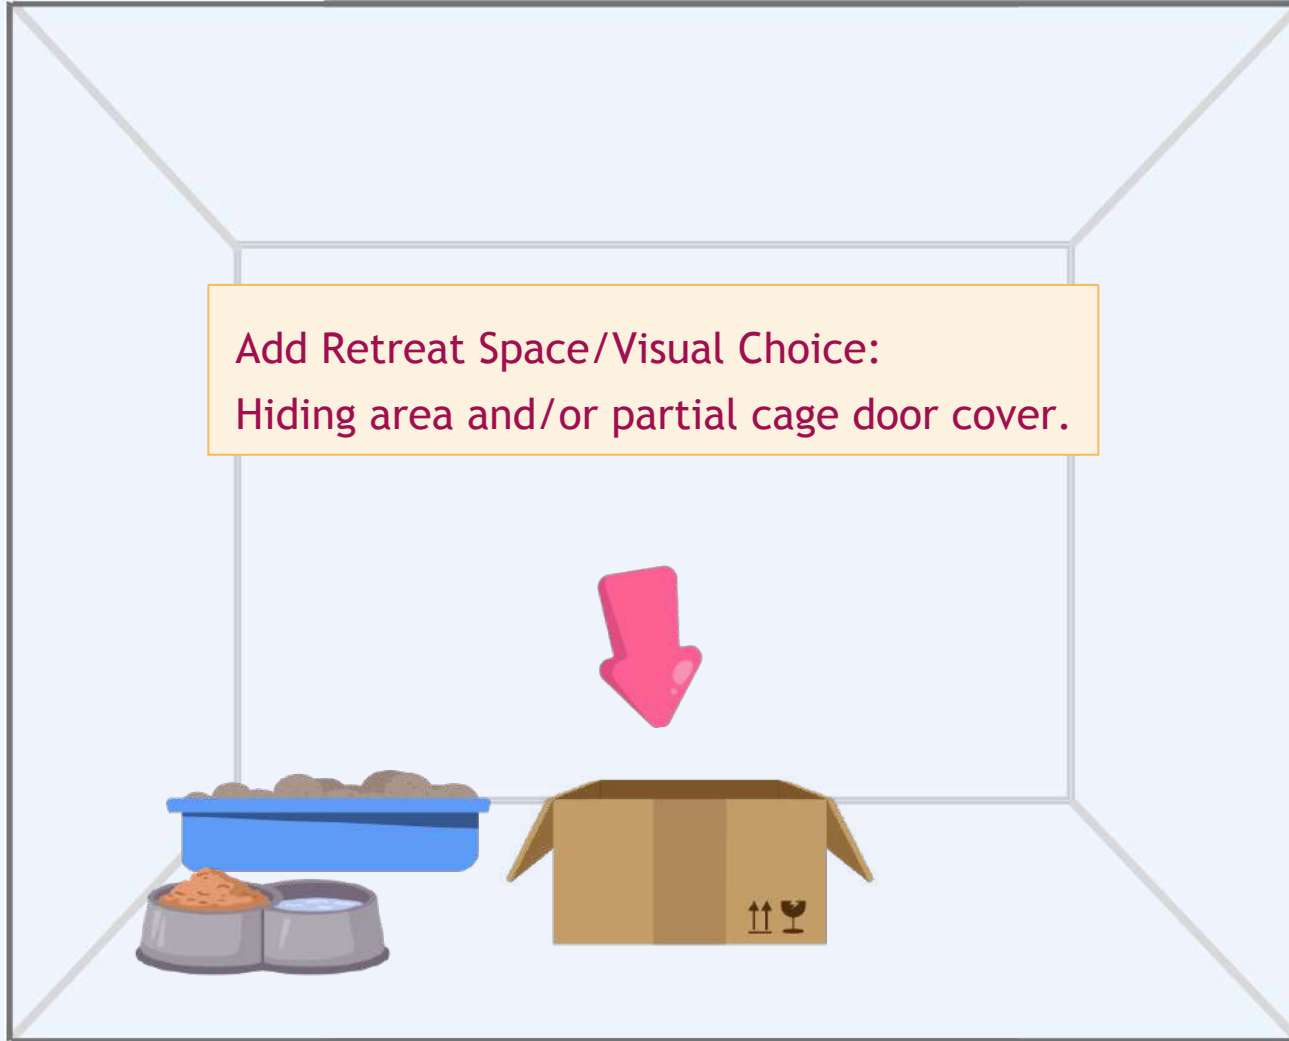 Add Retreat Space/Visual Choice:
Hiding area and/or partial cage door cover.